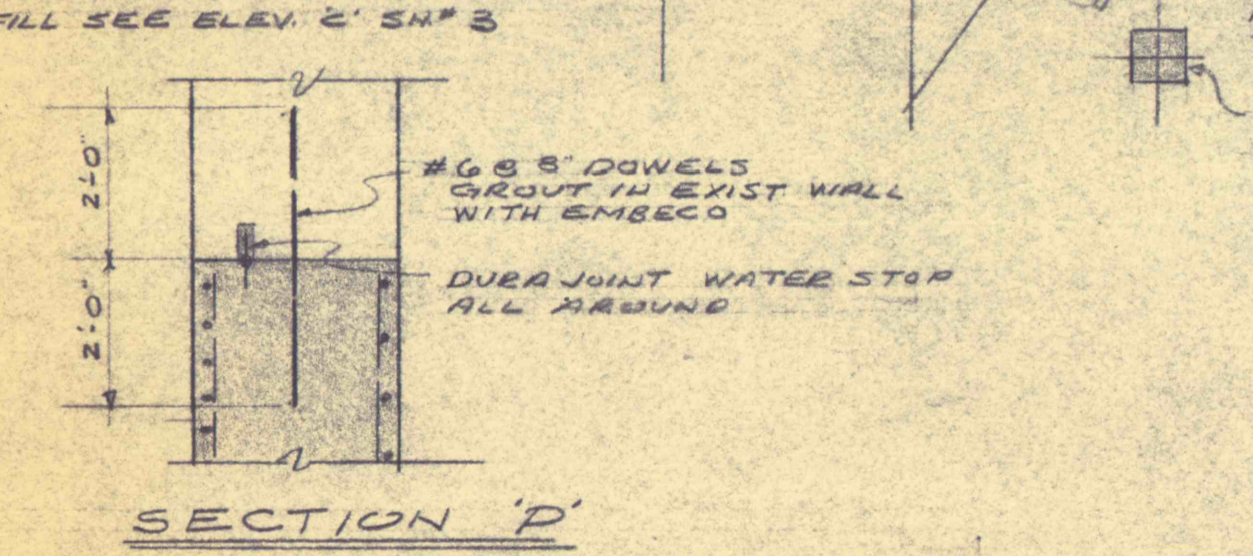 FILL SEE ELEV. 'C' SH.# 3
2'-0"
#6 @ 8" DOWELS
GROUT IN EXIST WALL
WITH EMBECO
2'-0"
DURAJOINT WATER STOP
ALL AROUND
SECTION 'P'